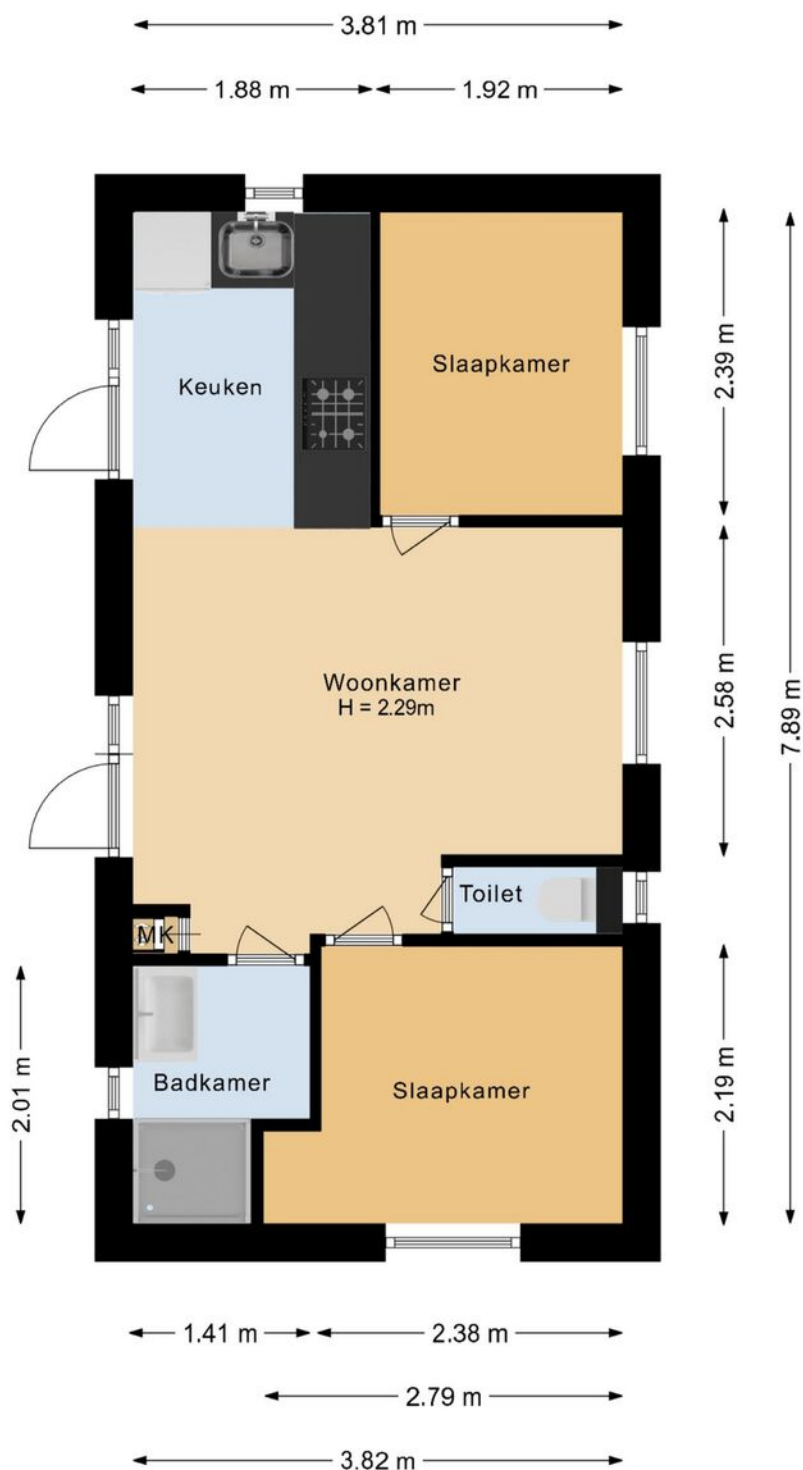 3.81 m
1.88 m
1.92 m
Keuken
Slaapkamer
2.39 m
Woonkamer
H = 2.29m
2.58 m
7.89 m
Toilet
MK
Badkamer
Slaapkamer
2.01 m
2.19 m
1.41 m
2.38 m
2.79 m
3.82 m